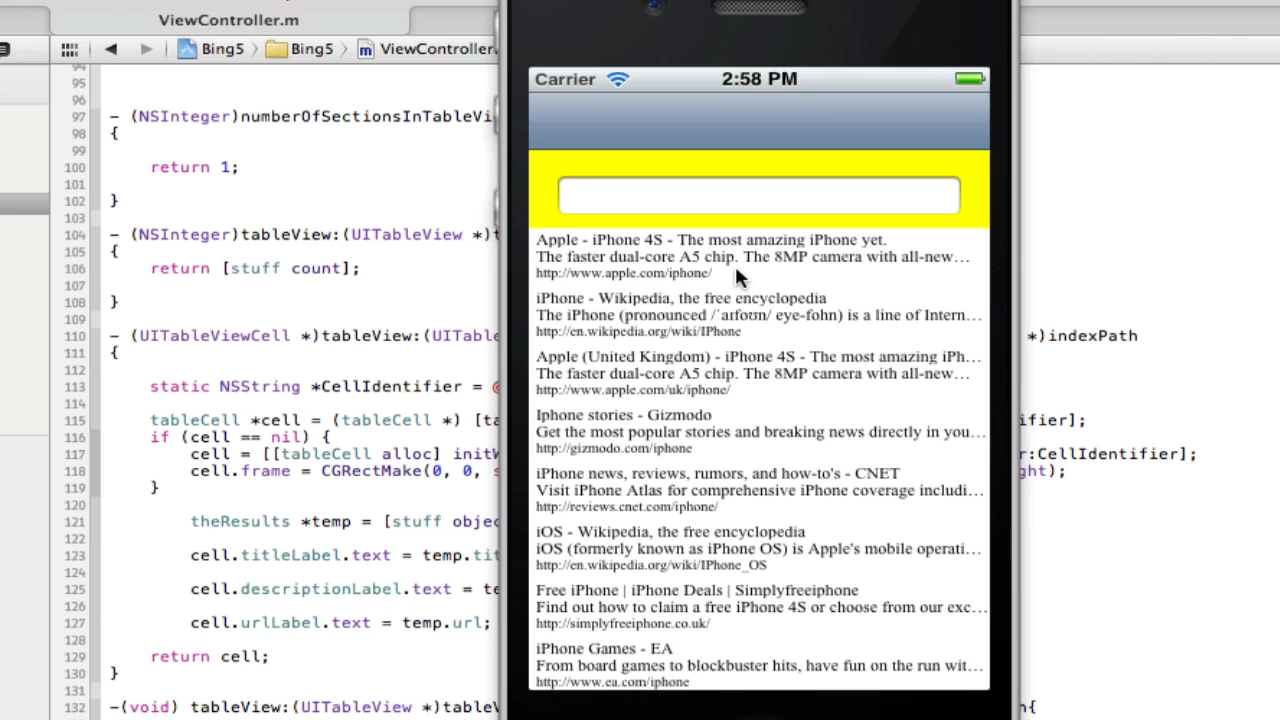 ViewController.m
Bing5 Bing5 ViewController.
94
95
96
97 - (NSInteger)numberOfSectionsInTableVi
98 {
99
100 return 1;
101
102 }
103
104 - (NSInteger)tableView:(UITableView *)t
105 {
106 return [stuff count];
107
108 }
109
110 - (UITableViewCell *)tableView:(UITable *)indexPath
111 {
112
113 static NSString *CellIdentifier = @
114
115 tableCell *cell = (tableCell *) [ta ifier];
116 if (cell == nil) {
117 cell = [[tableCell alloc] initW r:CellIdentifier];
118 cell.frame = CGRectMake(0, 0, s ght);
119 }
120
121 theResults *temp = [stuff objec
122
123 cell.titleLabel.text = temp.tit
124
125 cell.descriptionLabel.text = te
126
127 cell.urlLabel.text = temp.url;
128
129 return cell;
130 }
131
132 -(void) tableView:(UITableView *)tablev n{
Carrier 2:58 PM
Apple - iPhone 4S - The most amazing iPhone yet.
The faster dual-core A5 chip. The 8MP camera with all-new…
http://www.apple.com/iphone/
iPhone - Wikipedia, the free encyclopedia
The iPhone (pronounced /ˈaɪfoʊn/ eye-fohn) is a line of Intern…
http://en.wikipedia.org/wiki/IPhone
Apple (United Kingdom) - iPhone 4S - The most amazing iPh…
The faster dual-core A5 chip. The 8MP camera with all-new…
http://www.apple.com/uk/iphone/
Iphone stories - Gizmodo
Get the most popular stories and breaking news directly in you…
http://gizmodo.com/iphone
iPhone news, reviews, rumors, and how-to's - CNET
Visit iPhone Atlas for comprehensive iPhone coverage includi…
http://reviews.cnet.com/iphone/
iOS - Wikipedia, the free encyclopedia
iOS (formerly known as iPhone OS) is Apple's mobile operati…
http://en.wikipedia.org/wiki/IPhone_OS
Free iPhone | iPhone Deals | Simplyfreeiphone
Find out how to claim a free iPhone 4S or choose from our exc…
http://simplyfreeiphone.co.uk/
iPhone Games - EA
From board games to blockbuster hits, have fun on the run wit…
http://www.ea.com/iphone